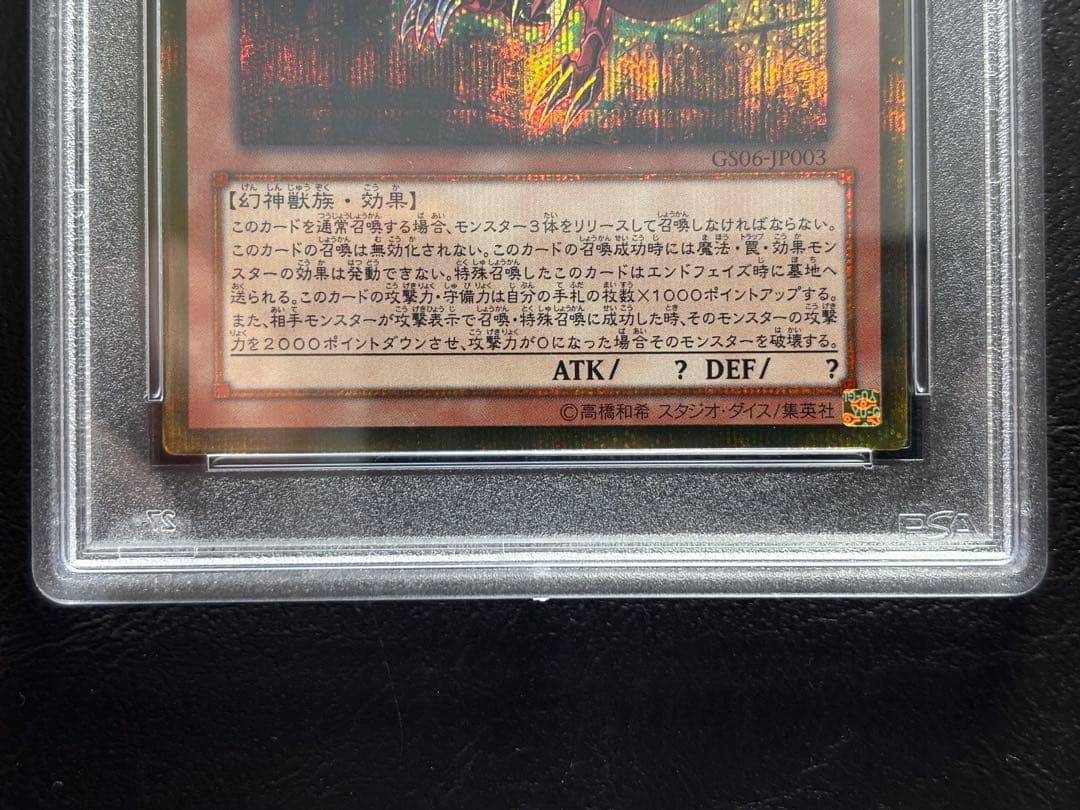 GS06-JP003
【幻神獣族・効果】
このカードを通常召喚する場合、モンスター3体をリリースして召喚しなければならない。
このカードの召喚は無効化されない。このカードの召喚成功時には魔法・罠・効果モン
スターの効果は発動できない。特殊召喚したこのカードはエンドフェイズ時に墓地へ
送られる。このカードの攻撃力・守備力は自分の手札の枚数×1000ポイントアップする。
また、相手モンスターが攻撃表示で召喚・特殊召喚に成功した時、そのモンスターの攻撃
力を2000ポイントダウンさせ、攻撃力が0になった場合そのモンスターを破壊する。
ATK/ ? DEF/ ?
©高橋和希 スタジオ・ダイス/集英社
PSA